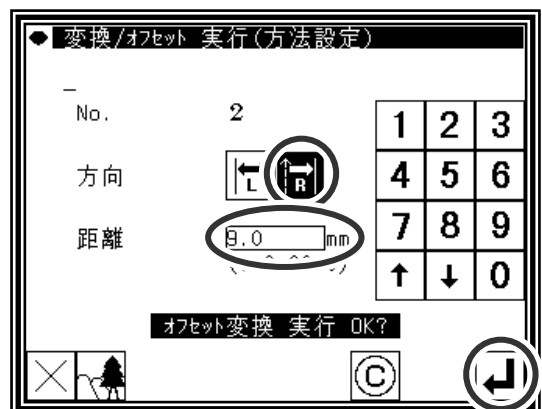 変換/ｵﾌｾｯﾄ 実行(方法設定)
No. 2
方向 L R
距離 9.0 mm
1 2 3
4 5 6
7 8 9
↑ ↓ 0
ｵﾌｾｯﾄ変換 実行 OK?
C